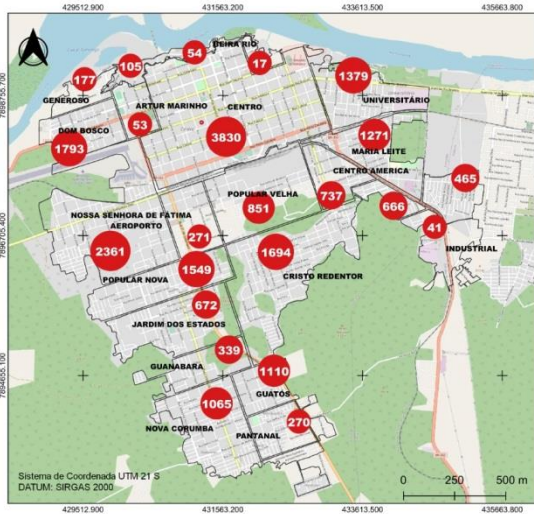 429512.900 431563.200 433613.500 435663.800
7898755.700
7896705.400
7894655.100
BEIRA RIO
54
17
105
177
1379
GENEROSO
ARTUR MARINHO
CENTRO
UNIVERSITÁRIO
DOM BOSCO
53
3830
1271
1793
MARIA LEITE
CENTRO AMERICA
465
POPULAR VELHA
737
666
851
NOSSA SENHORA DE FATIMA
AEROPORTO
271
41
2361
1694
INDUSTRIAL
1549
POPULAR NOVA
CRISTO REDENTOR
672
JARDIM DOS ESTADOS
339
GUANABARA
1110
GUATÓS
1065
270
NOVA CORUMBA
PANTANAL
Sistema de Coordenada UTM 21 S
DATUM: SIRGAS 2000
0 250 500 m
429512.900 431563.200 433613.500 435663.800